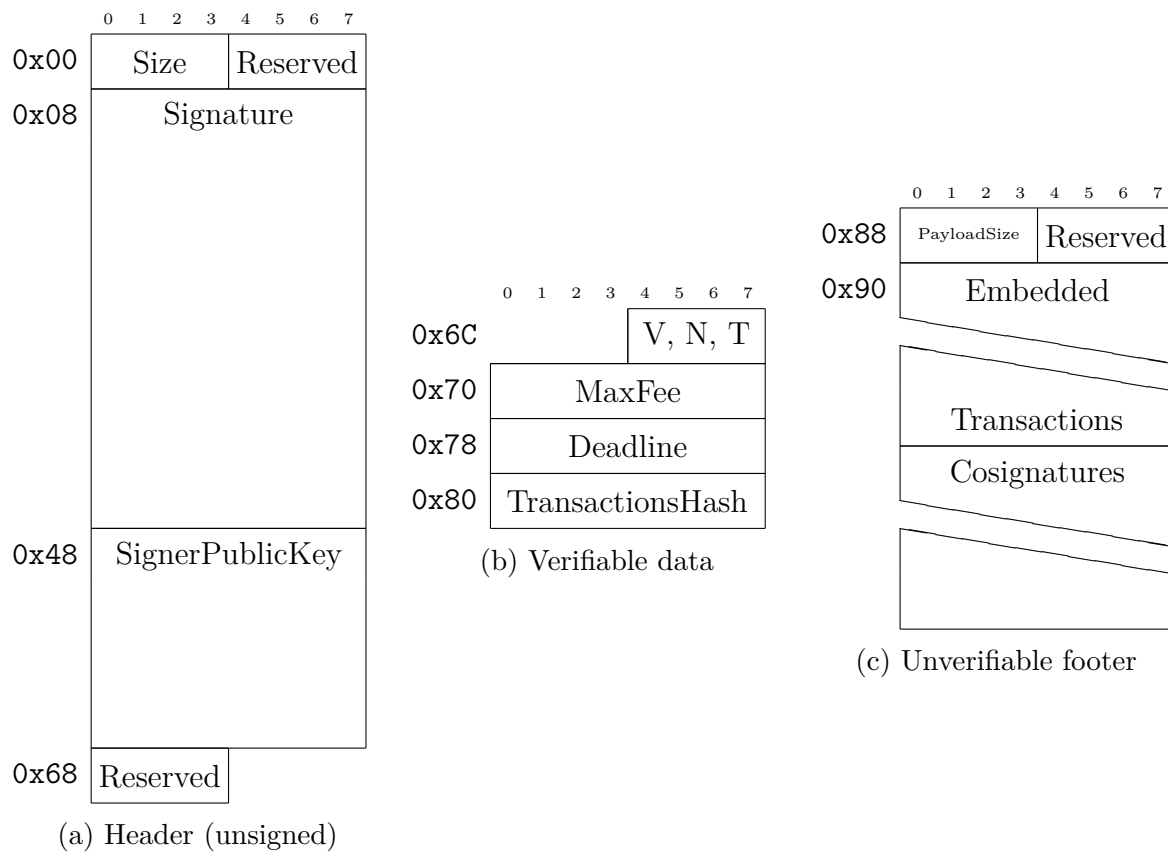 0 1 2 3 4 5 6 7
0x00 Size Reserved
0x08 Signature
0x48 SignerPublicKey
0x68 Reserved
(a) Header (unsigned)
0 1 2 3 4 5 6 7
0x6C V, N, T
0x70 MaxFee
0x78 Deadline
0x80 TransactionsHash
(b) Verifiable data
0 1 2 3 4 5 6 7
0x88 PayloadSize Reserved
0x90 Embedded
Transactions
Cosignatures
(c) Unverifiable footer